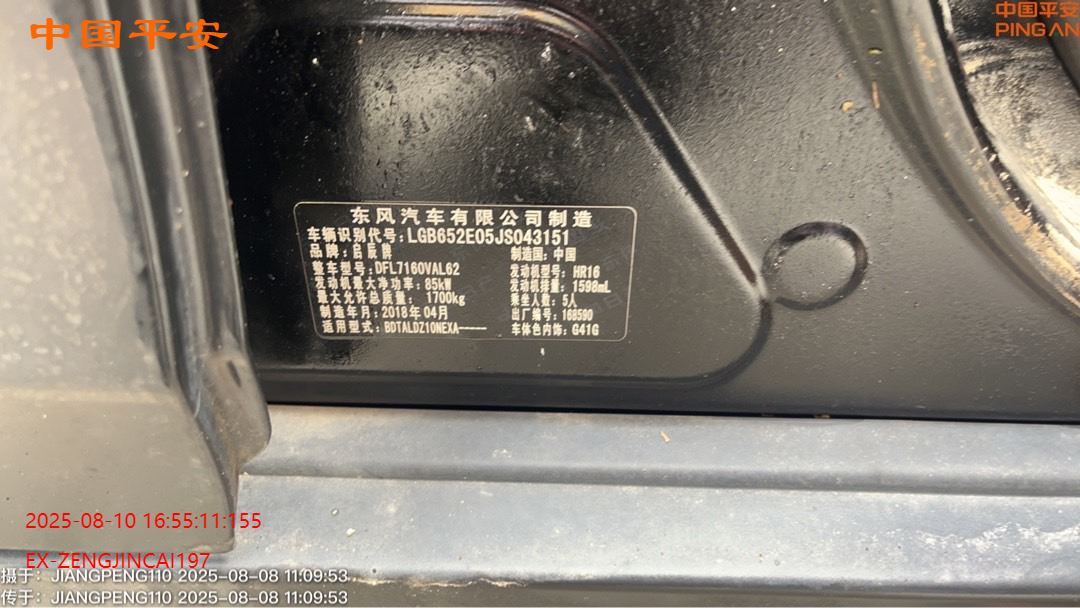 中国平安
中国平安
PING AN
东风汽车有限公司制造
车辆识别代号:LGB652E05JS043151
品牌:启辰牌 制造国:中国
整车型号:DFL7160VAL62 发动机型号:HR16
发动机最大净功率:85kW 发动机排量:1598mL
最大允许总质量: 1700kg 乘坐人数:5人
制造年月:2018年04月 出厂编号:168590
适用型式:BDTALDZ10NEXA----- 车体色内饰:G41G
2025-08-10 16:55:11:155
EX-ZENGJINCAI197
摄于: JIANGPENG110 2025-08-08 11:09:53
传于: JIANGPENG110 2025-08-08 11:09:53